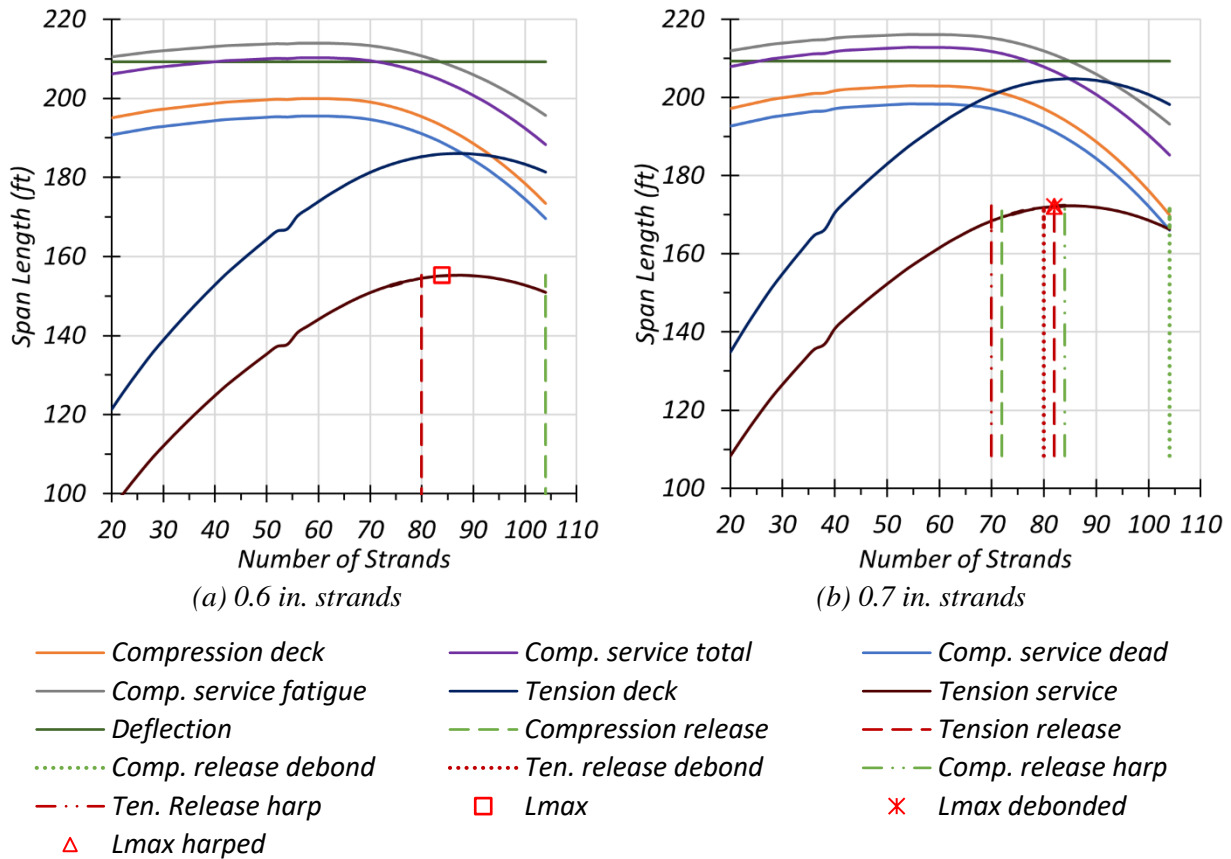 220
200
180
160
140
120
100
Span Length (ft)
20 30 40 50 60 70 80 90 100 110
Number of Strands
(a) 0.6 in. strands
220
200
180
160
140
120
100
Span Length (ft)
20 30 40 50 60 70 80 90 100 110
Number of Strands
(b) 0.7 in. strands
Compression deck Comp. service total Comp. service dead
Comp. service fatigue Tension deck Tension service
Deflection Compression release Tension release
Comp. release debond Ten. release debond Comp. release harp
Ten. Release harp Lmax Lmax debonded
Lmax harped